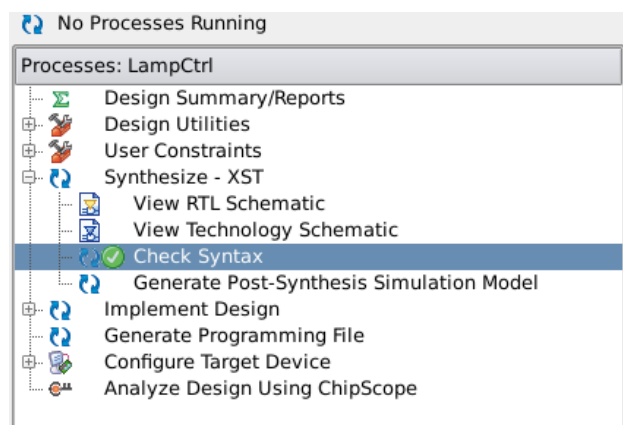 No Processes Running
Processes: LampCtrl
Design Summary/Reports
Design Utilities
User Constraints
Synthesize - XST
View RTL Schematic
View Technology Schematic
Check Syntax
Generate Post-Synthesis Simulation Model
Implement Design
Generate Programming File
Configure Target Device
Analyze Design Using ChipScope